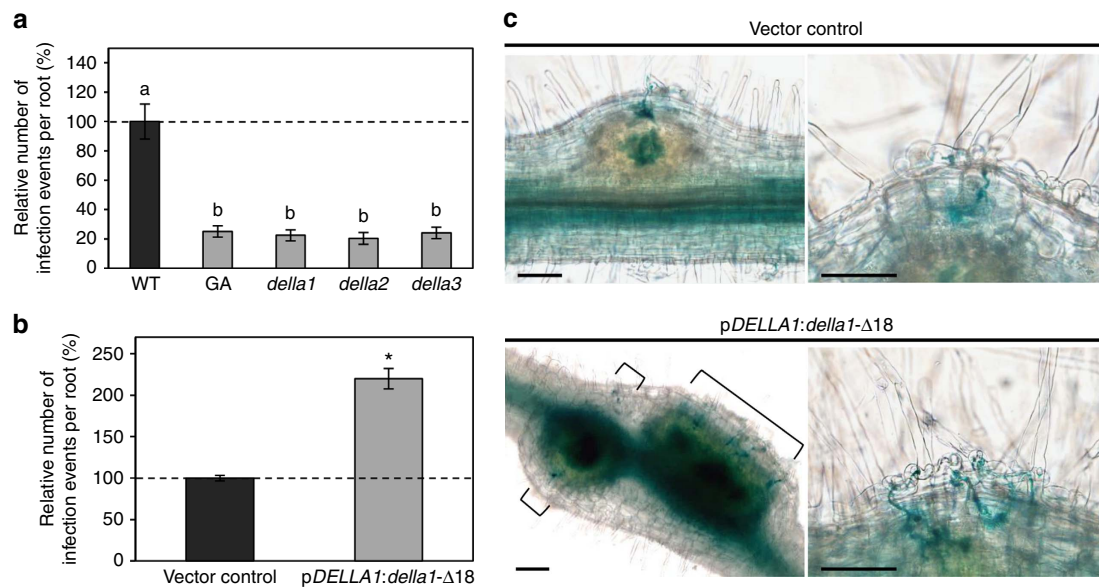 a
Relative number of
infection events per root (%)
140
120
100
80
60
40
20
0
a
b
b
b
b
WT
GA
della1
della2
della3
b
Relative number of
infection events per root (%)
250
200
150
100
50
0
*
Vector control
pDELLA1:della1-Δ18
c
Vector control
pDELLA1:della1-Δ18